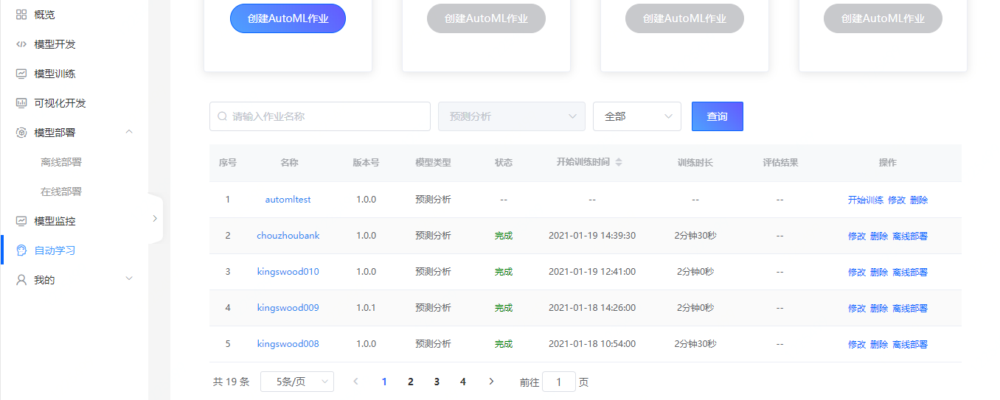 概览
模型开发
模型训练
可视化开发
模型部署
离线部署
在线部署
模型监控
自动学习
我的
创建AutoML作业 创建AutoML作业 创建AutoML作业 创建AutoML作业
请输入作业名称 预测分析 全部 查询
序号 名称 版本号 模型类型 状态 开始训练时间 训练时长 评估结果 操作
1 automltest 1.0.0 预测分析 -- -- -- -- 开始训练 修改 删除
2 chouzhoubank 1.0.0 预测分析 完成 2021-01-19 14:39:30 2分钟30秒 -- 修改 删除 离线部署
3 kingswood010 1.0.0 预测分析 完成 2021-01-19 12:41:00 2分钟0秒 -- 修改 删除 离线部署
4 kingswood009 1.0.1 预测分析 完成 2021-01-18 14:26:00 2分钟0秒 -- 修改 删除 离线部署
5 kingswood008 1.0.0 预测分析 完成 2021-01-18 10:54:00 2分钟30秒 -- 修改 删除 离线部署
共 19 条 5条/页 1 2 3 4 前往 1 页